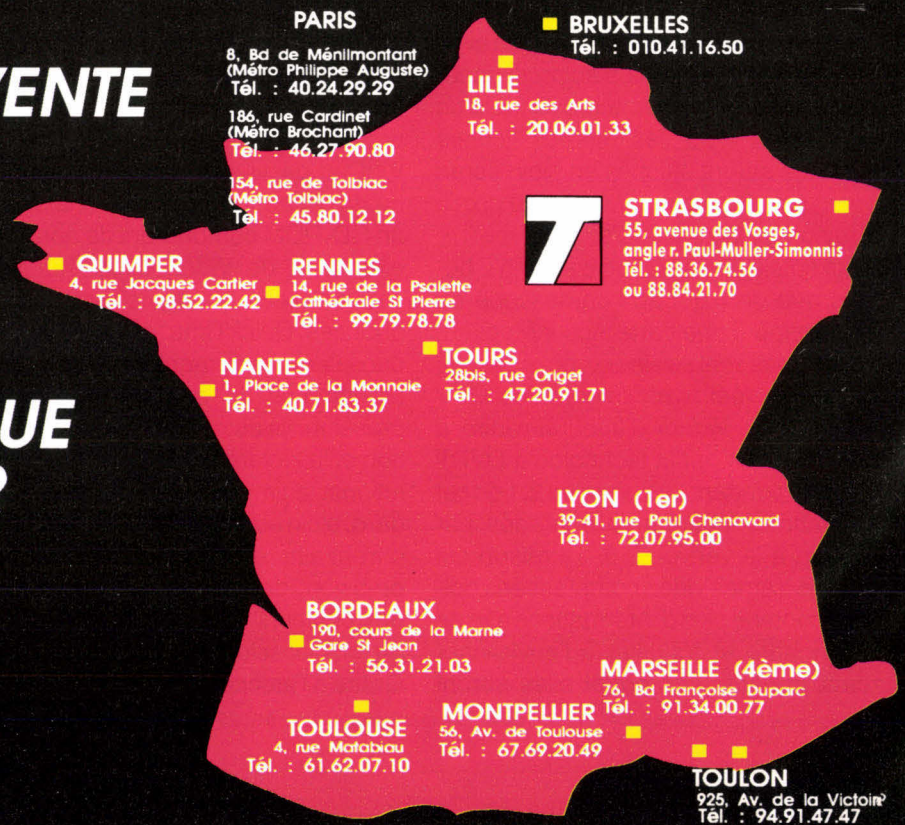 VENTE
UE
?
PARIS
8, Bd de Ménilmontant
(Métro Philippe Auguste)
Tél. : 40.24.29.29
186, rue Cardinet
(Métro Brochant)
Tél. : 46.27.90.80
154, rue de Tolbiac
(Métro Tolbiac)
Tél. : 45.80.12.12
BRUXELLES
Tél. : 010.41.16.50
LILLE
18, rue des Arts
Tél. : 20.06.01.33
T
STRASBOURG
55, avenue des Vosges,
angle r. Paul-Muller-Simonnis
Tél. : 88.36.74.56
ou 88.84.21.70
QUIMPER
4, rue Jacques Cartier
Tél. : 98.52.22.42
RENNES
14, rue de la Psalette
Cathédrale St Pierre
Tél. : 99.79.78.78
NANTES
1, Place de la Monnaie
Tél. : 40.71.83.37
TOURS
28bis, rue Origet
Tél. : 47.20.91.71
LYON (1er)
39-41, rue Paul Chenavard
Tél. : 72.07.95.00
BORDEAUX
190, cours de la Marne
Gare St Jean
Tél. : 56.31.21.03
TOULOUSE
4, rue Matabiau
Tél. : 61.62.07.10
MONTPELLIER
56, Av. de Toulouse
Tél. : 67.69.20.49
MARSEILLE (4ème)
76, Bd Françoise Duparc
Tél. : 91.34.00.77
TOULON
925, Av. de la Victoire
Tél. : 94.91.47.47